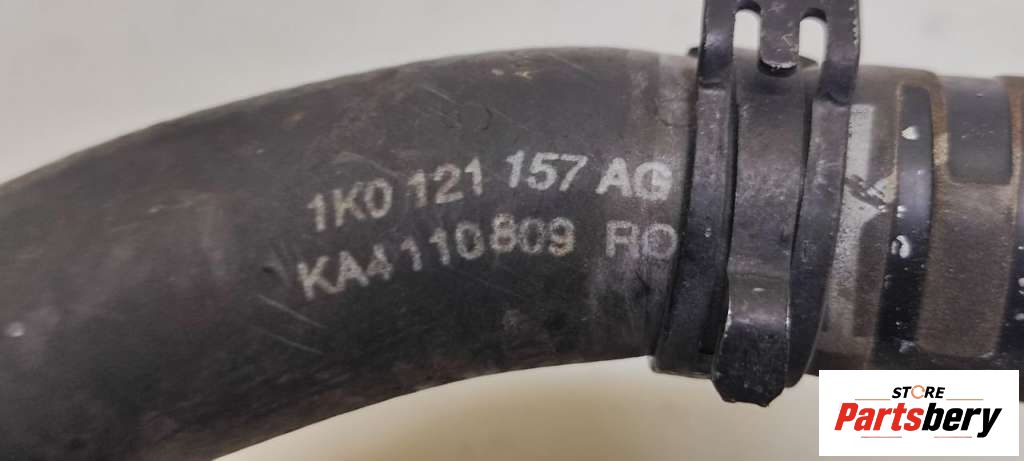 1K0 121 157 AG
KA4110809 RO
STORE
Partsbery